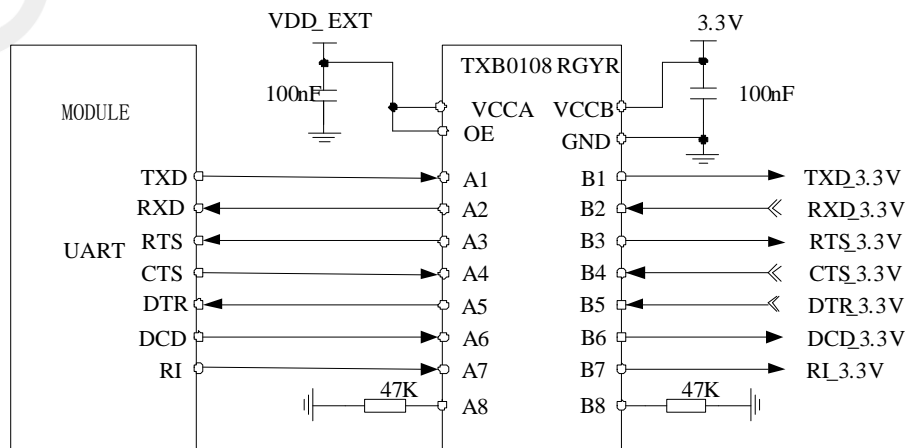 VDD_EXT
3.3V
TXB0108RGYR
100nF
VCCA
VCCB
100nF
MODULE
OE
GND
TXD
A1
B1
TXD_3.3V
RXD
A2
B2
RXD_3.3V
RTS
A3
B3
RTS_3.3V
UART
CTS
A4
B4
CTS_3.3V
DTR
A5
B5
DTR_3.3V
DCD
A6
B6
DCD_3.3V
RI
A7
B7
RI_3.3V
47K
A8
B8
47K